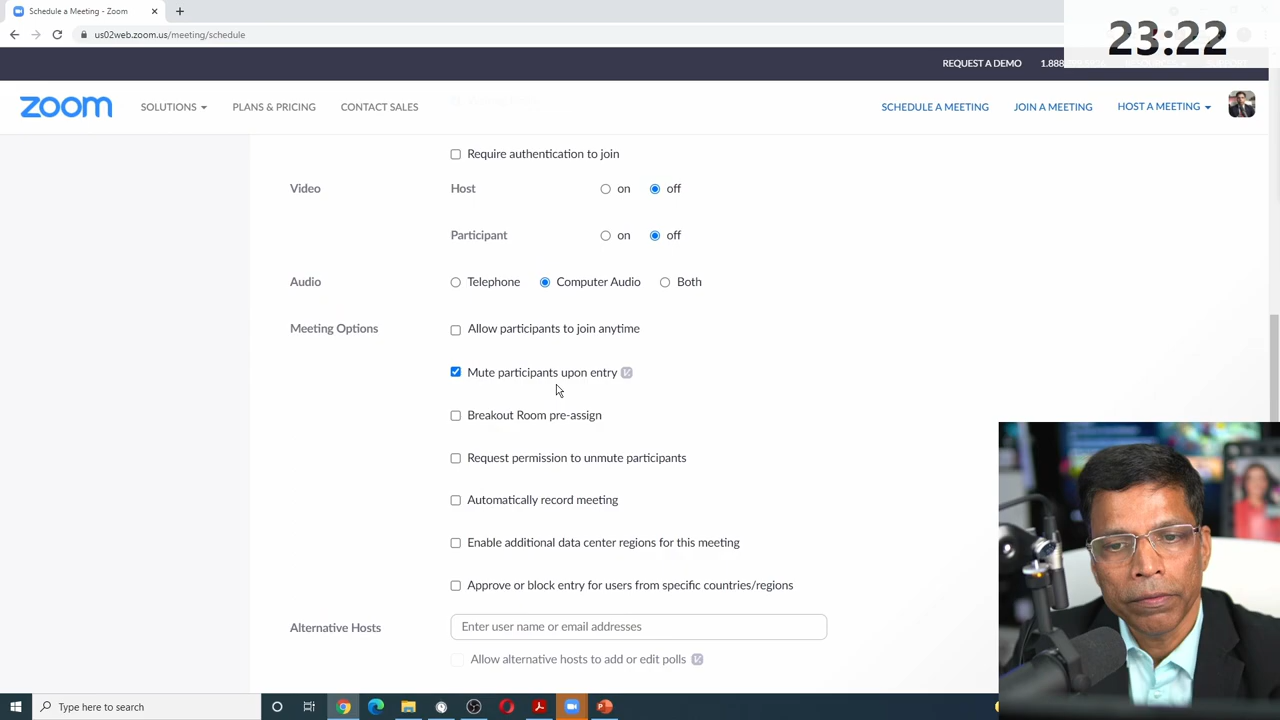 Schedule a Meeting - Zoom
us02web.zoom.us/meeting/schedule
23:22
REQUEST A DEMO 1.888
zoom SOLUTIONS PLANS & PRICING CONTACT SALES SCHEDULE A MEETING JOIN A MEETING HOST A MEETING
Require authentication to join
Video Host on off
Participant on off
Audio Telephone Computer Audio Both
Meeting Options Allow participants to join anytime
Mute participants upon entry
Breakout Room pre-assign
Request permission to unmute participants
Automatically record meeting
Enable additional data center regions for this meeting
Approve or block entry for users from specific countries/regions
Alternative Hosts Enter user name or email addresses
Allow alternative hosts to add or edit polls
Type here to search